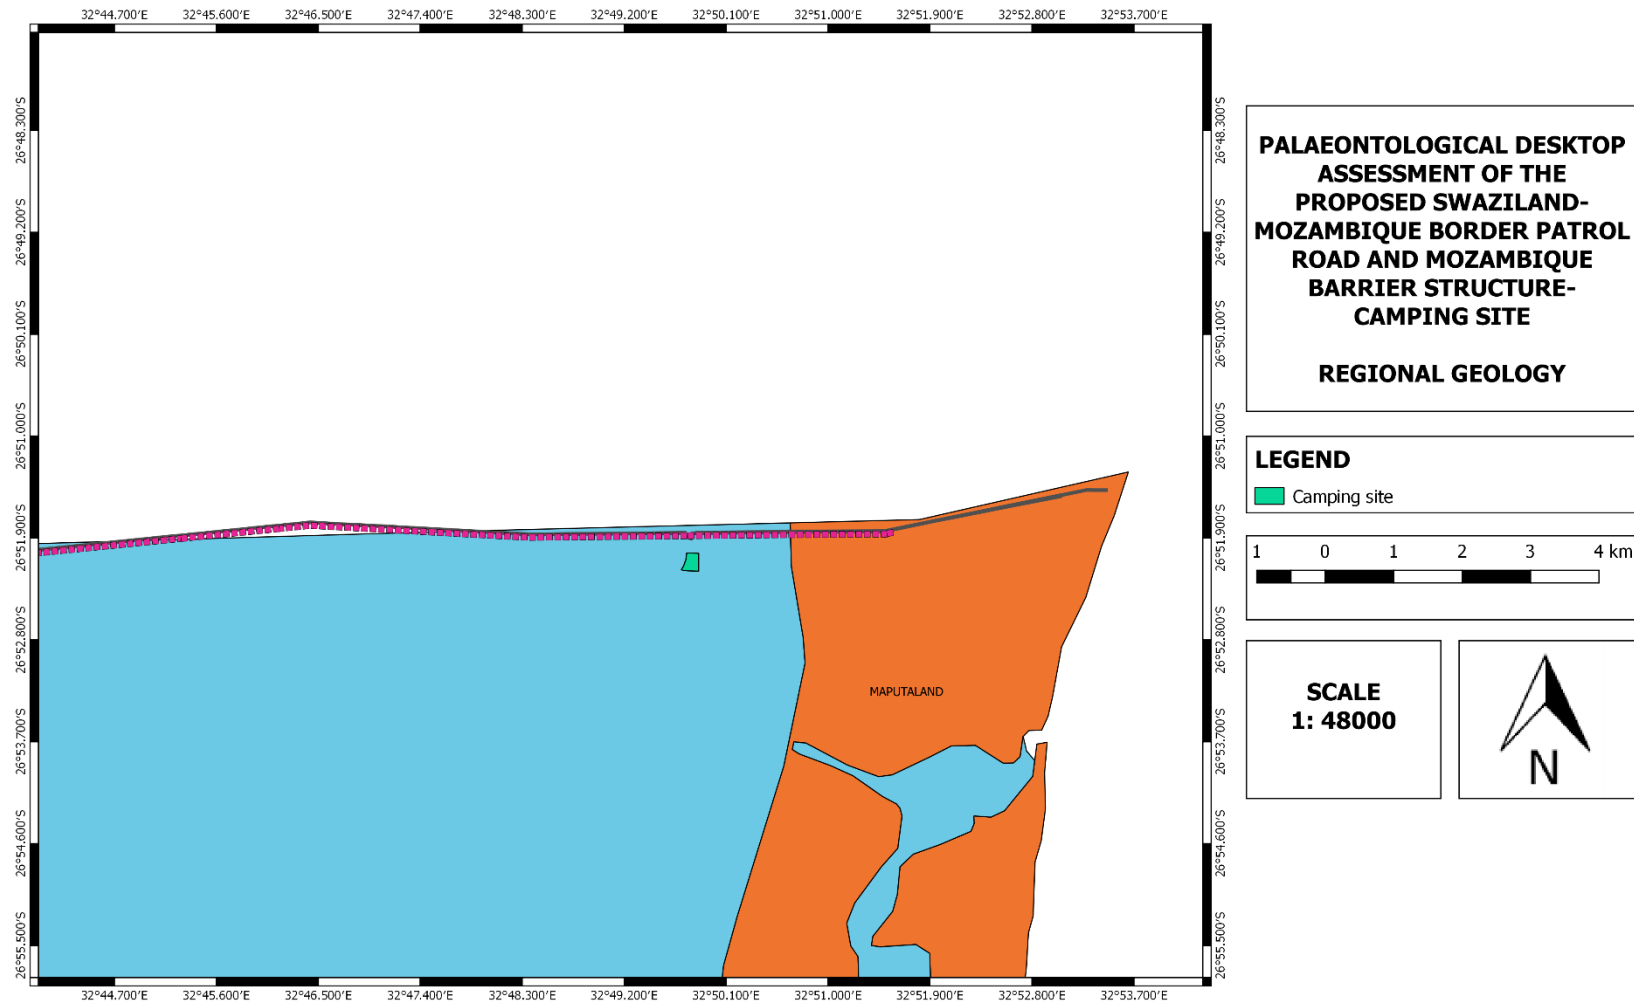 32°44.700'E 32°45.600'E 32°46.500'E 32°47.400'E 32°48.300'E 32°49.200'E 32°50.100'E 32°51.000'E 32°51.900'E 32°52.800'E 32°53.700'E
26°48.300'S 26°48.300'S
26°49.200'S 26°49.200'S
26°50.100'S 26°50.100'S
26°51.000'S 26°51.000'S
26°51.900'S 26°51.900'S
26°52.800'S 26°52.800'S
26°53.700'S 26°53.700'S
26°54.600'S 26°54.600'S
26°55.500'S 26°55.500'S
MAPUTALAND
32°44.700'E 32°45.600'E 32°46.500'E 32°47.400'E 32°48.300'E 32°49.200'E 32°50.100'E 32°51.000'E 32°51.900'E 32°52.800'E 32°53.700'E
PALAEONTOLOGICAL DESKTOP
ASSESSMENT OF THE
PROPOSED SWAZILAND-
MOZAMBIQUE BORDER PATROL
ROAD AND MOZAMBIQUE
BARRIER STRUCTURE-
CAMPING SITE
REGIONAL GEOLOGY
LEGEND
Camping site
1 0 1 2 3 4 km
SCALE
1: 48000
N